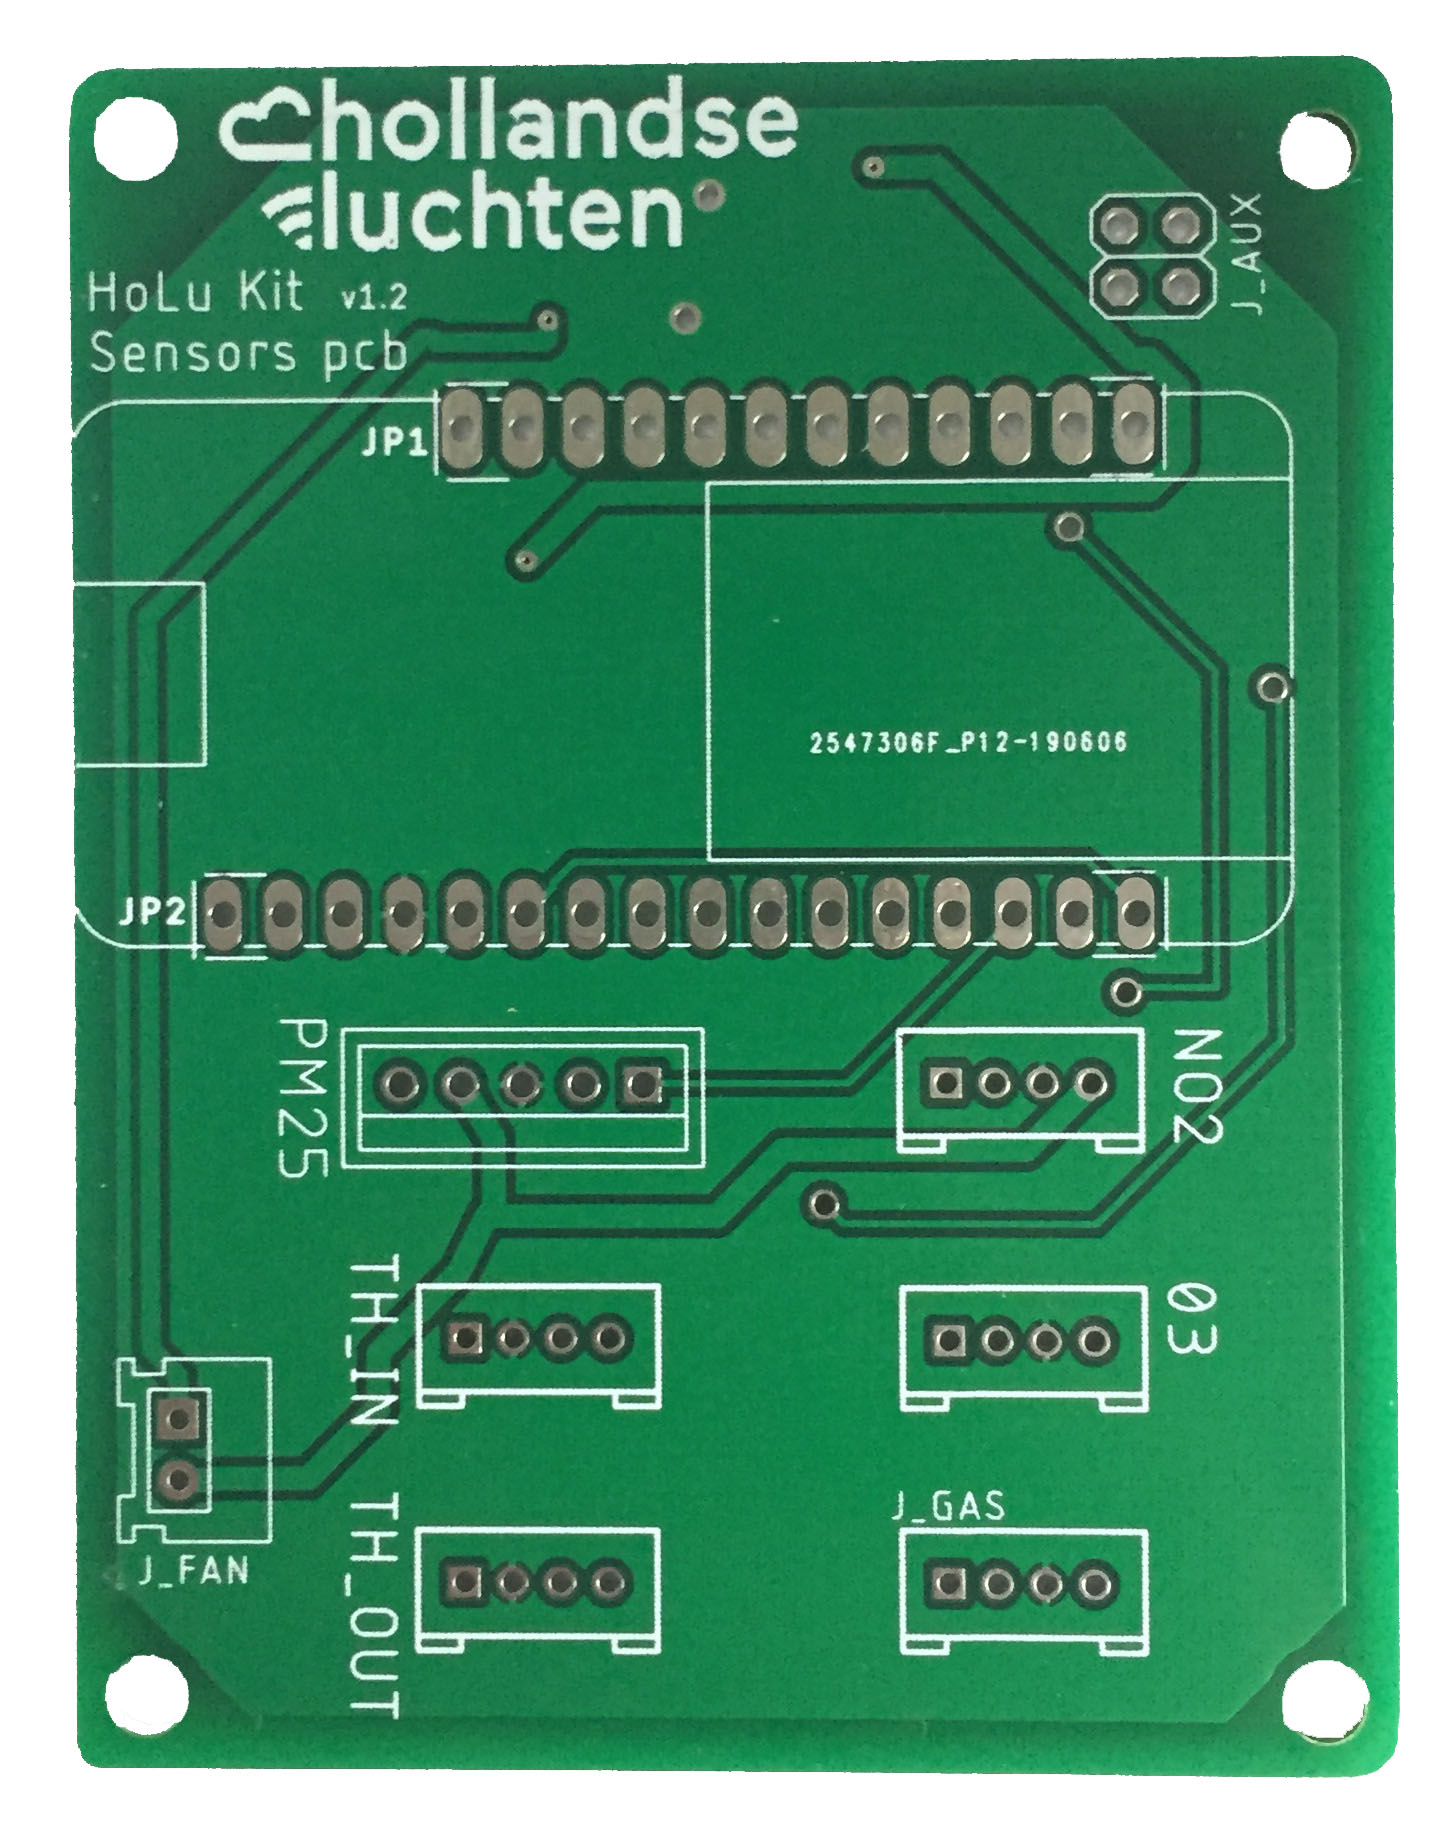 hollandse
luchten
HoLu Kit v1.2
Sensors pcb
J_AUX
JP1
2547306F_P12-190606
JP2
PM25
NO2
TH_IN
Ø3
J_FAN
TH_OUT
J_GAS